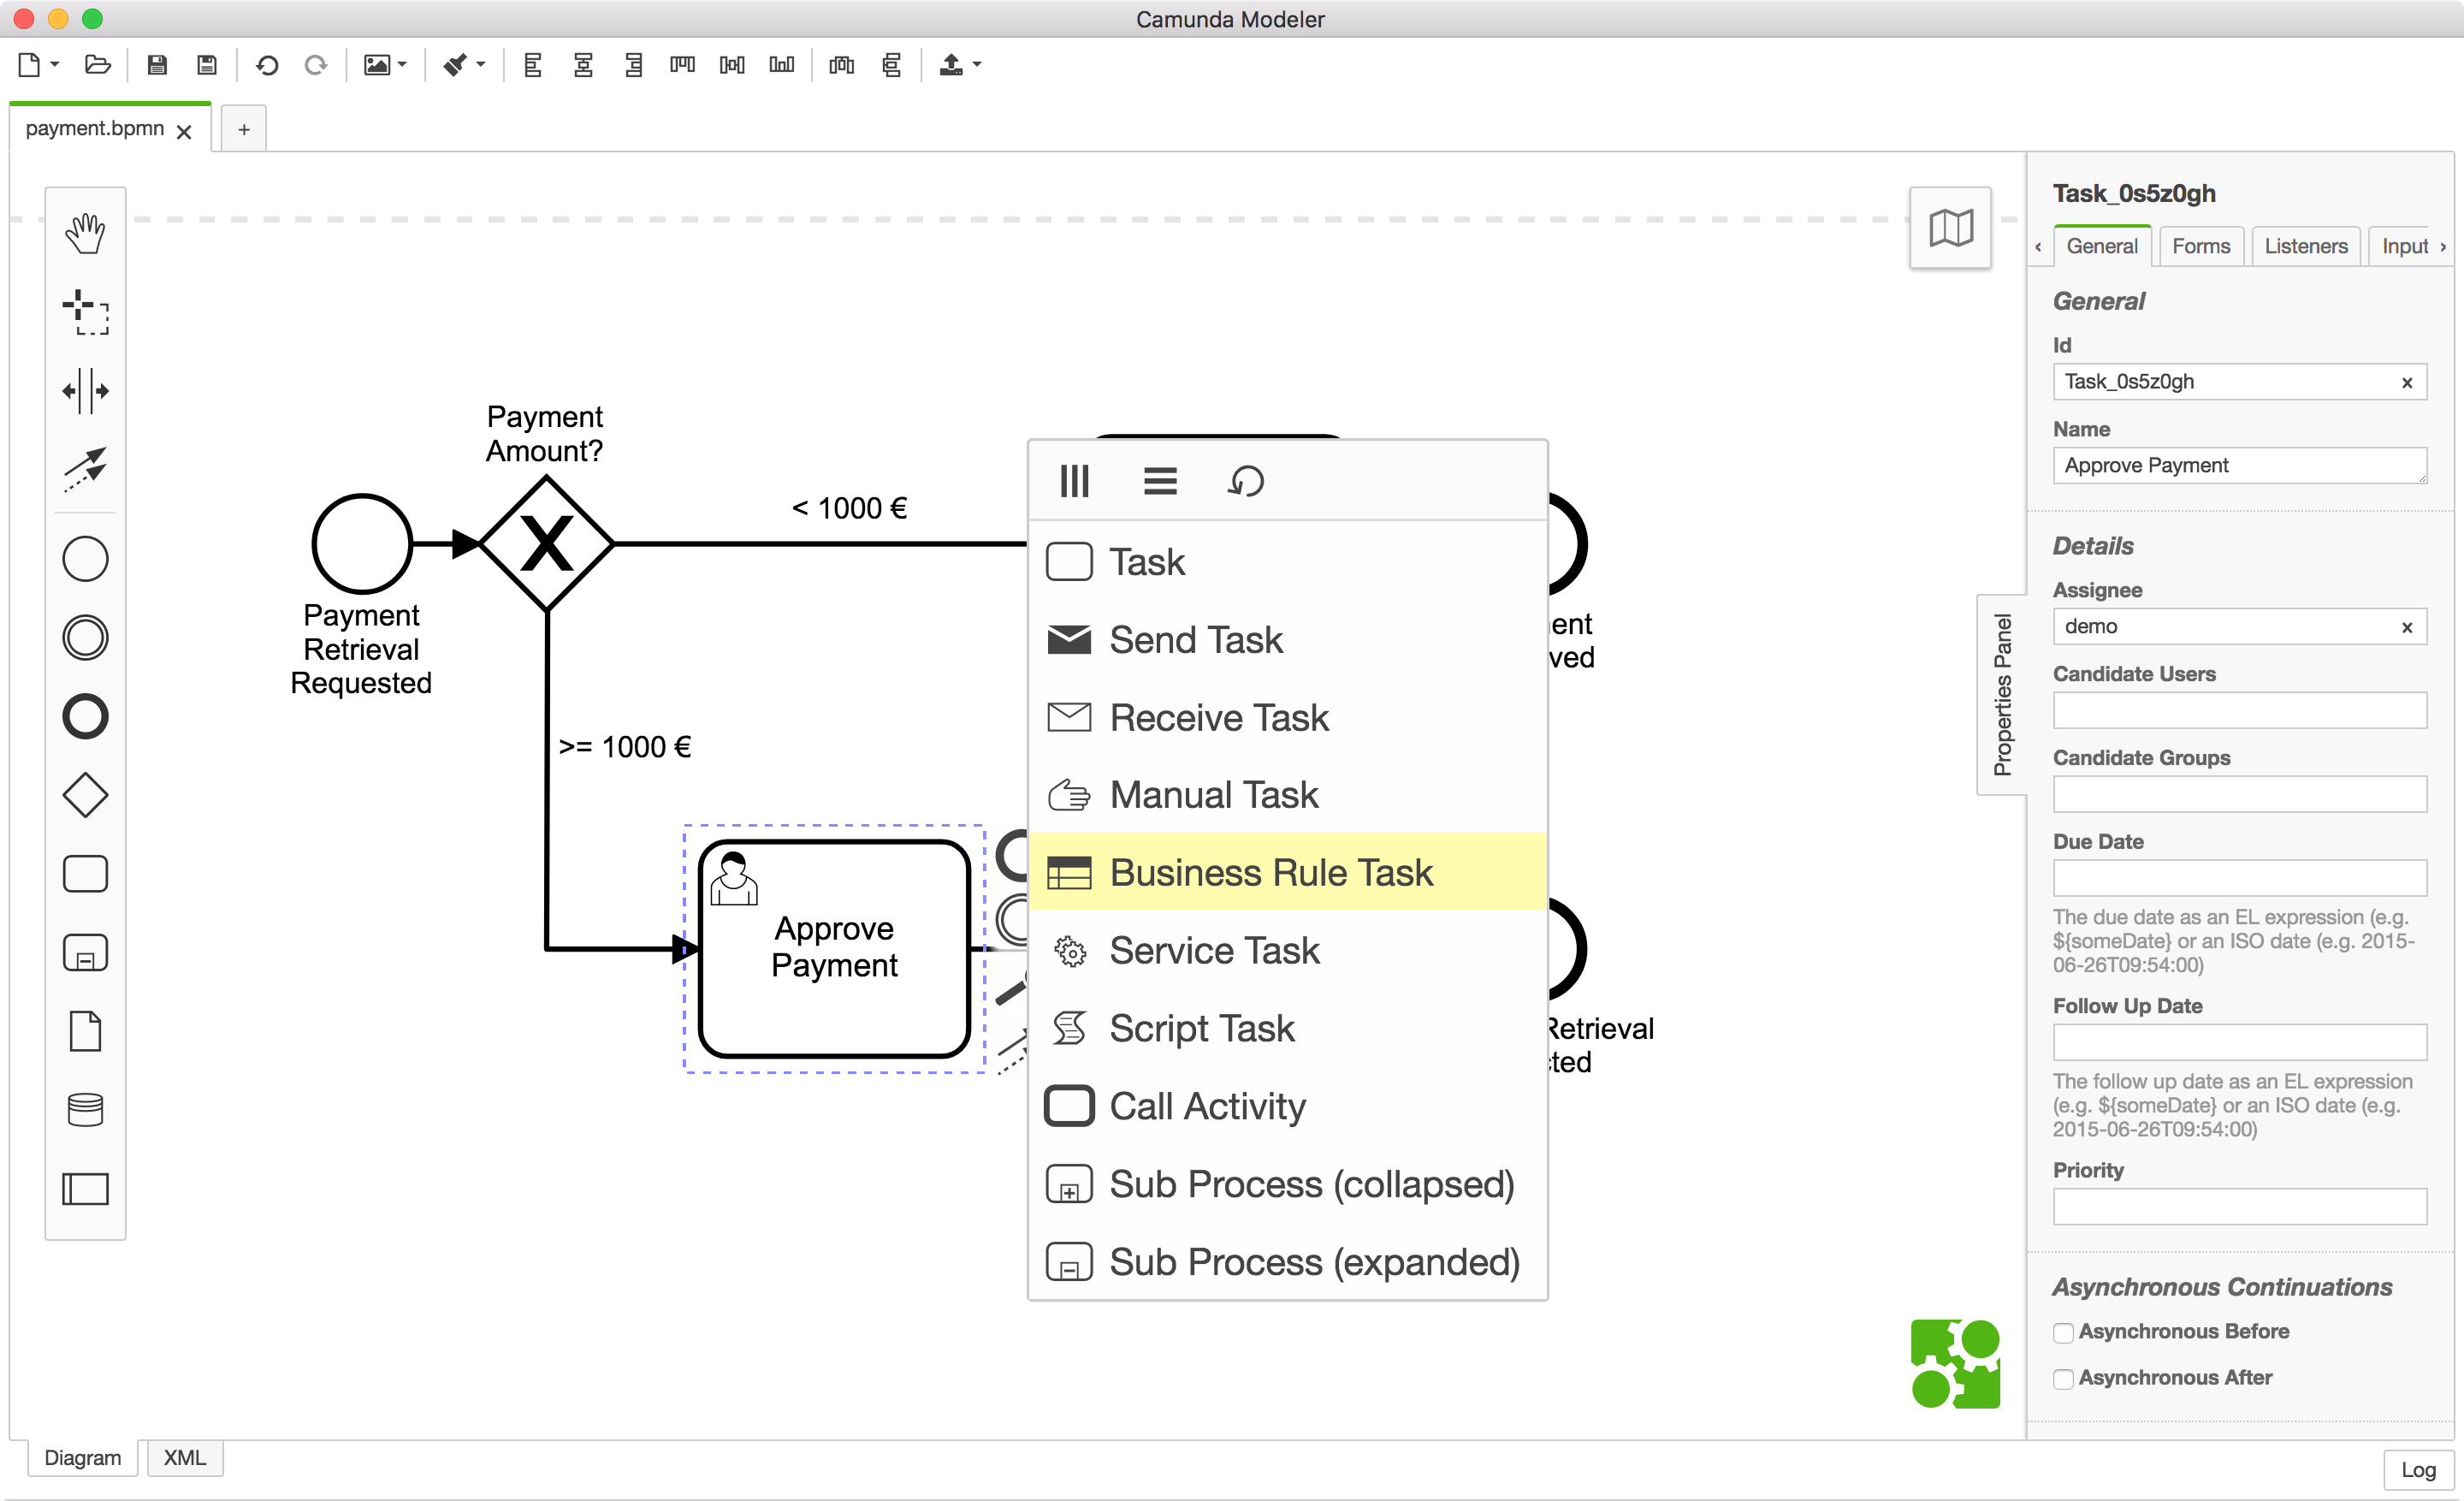 Camunda Modeler
payment.bpmn
+
Task_0s5z0gh
General
Forms
Listeners
Input
General
Id
Task_0s5z0gh
Name
Approve Payment
Details
Assignee
demo
Candidate Users
Candidate Groups
Due Date
The due date as an EL expression (e.g.
${someDate} or an ISO date (e.g. 2015-
06-26T09:54:00)
Follow Up Date
The follow up date as an EL expression
(e.g. ${someDate} or an ISO date (e.g.
2015-06-26T09:54:00)
Priority
Asynchronous Continuations
Asynchronous Before
Asynchronous After
Properties Panel
Payment
Amount?
< 1000 €
Payment
Retrieval
Requested
>= 1000 €
Approve
Payment
Task
Send Task
Receive Task
Manual Task
Business Rule Task
Service Task
Script Task
Call Activity
Sub Process (collapsed)
Sub Process (expanded)
Retrieval
Diagram
XML
Log